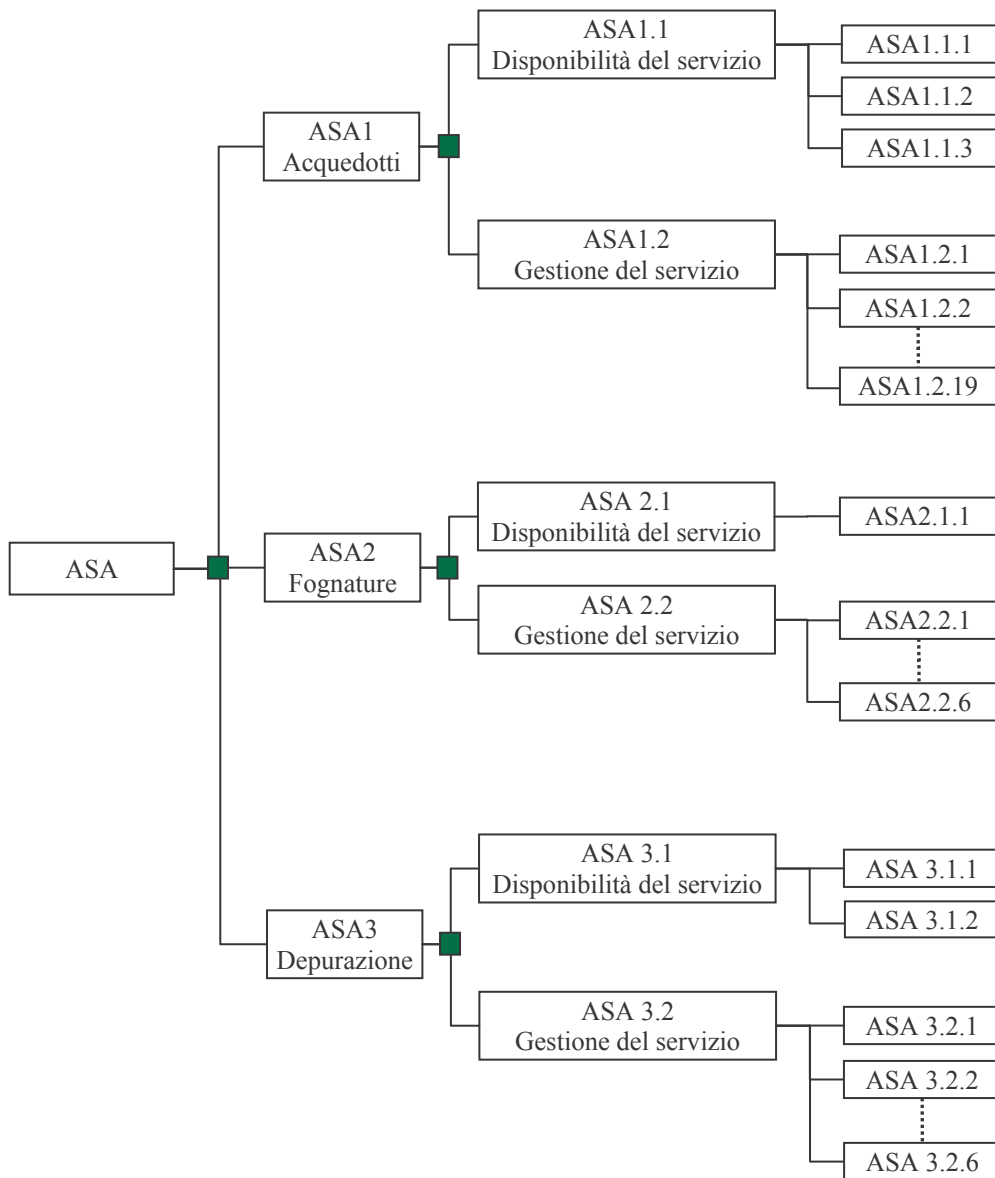 ASA
ASA1
Acquedotti
ASA1.1
Disponibilità del servizio
ASA1.1.1
ASA1.1.2
ASA1.1.3
ASA1.2
Gestione del servizio
ASA1.2.1
ASA1.2.2
ASA1.2.19
ASA2
Fognature
ASA 2.1
Disponibilità del servizio
ASA2.1.1
ASA 2.2
Gestione del servizio
ASA2.2.1
ASA2.2.6
ASA3
Depurazione
ASA 3.1
Disponibilità del servizio
ASA 3.1.1
ASA 3.1.2
ASA 3.2
Gestione del servizio
ASA 3.2.1
ASA 3.2.2
ASA 3.2.6